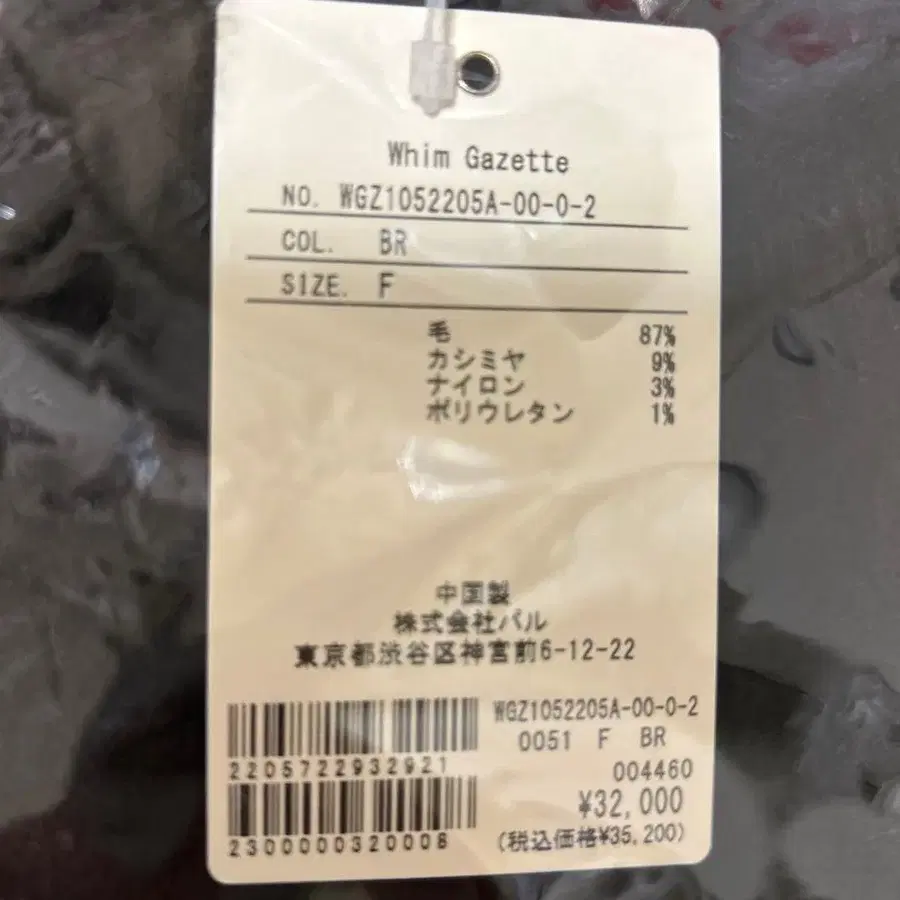 Whim Gazette
NO. WGZ1052205A-00-0-2
COL. BR
SIZE. F
毛 87%
カシミヤ 9%
ナイロン 3%
ポリウレタン 1%
中国製
株式会社パル
東京都渋谷区神宮前6-12-22
WGZ1052205A-00-0-2
0051 F BR
2205722932921
004460
¥32,000
(税込価格¥35,200)
2300000320008